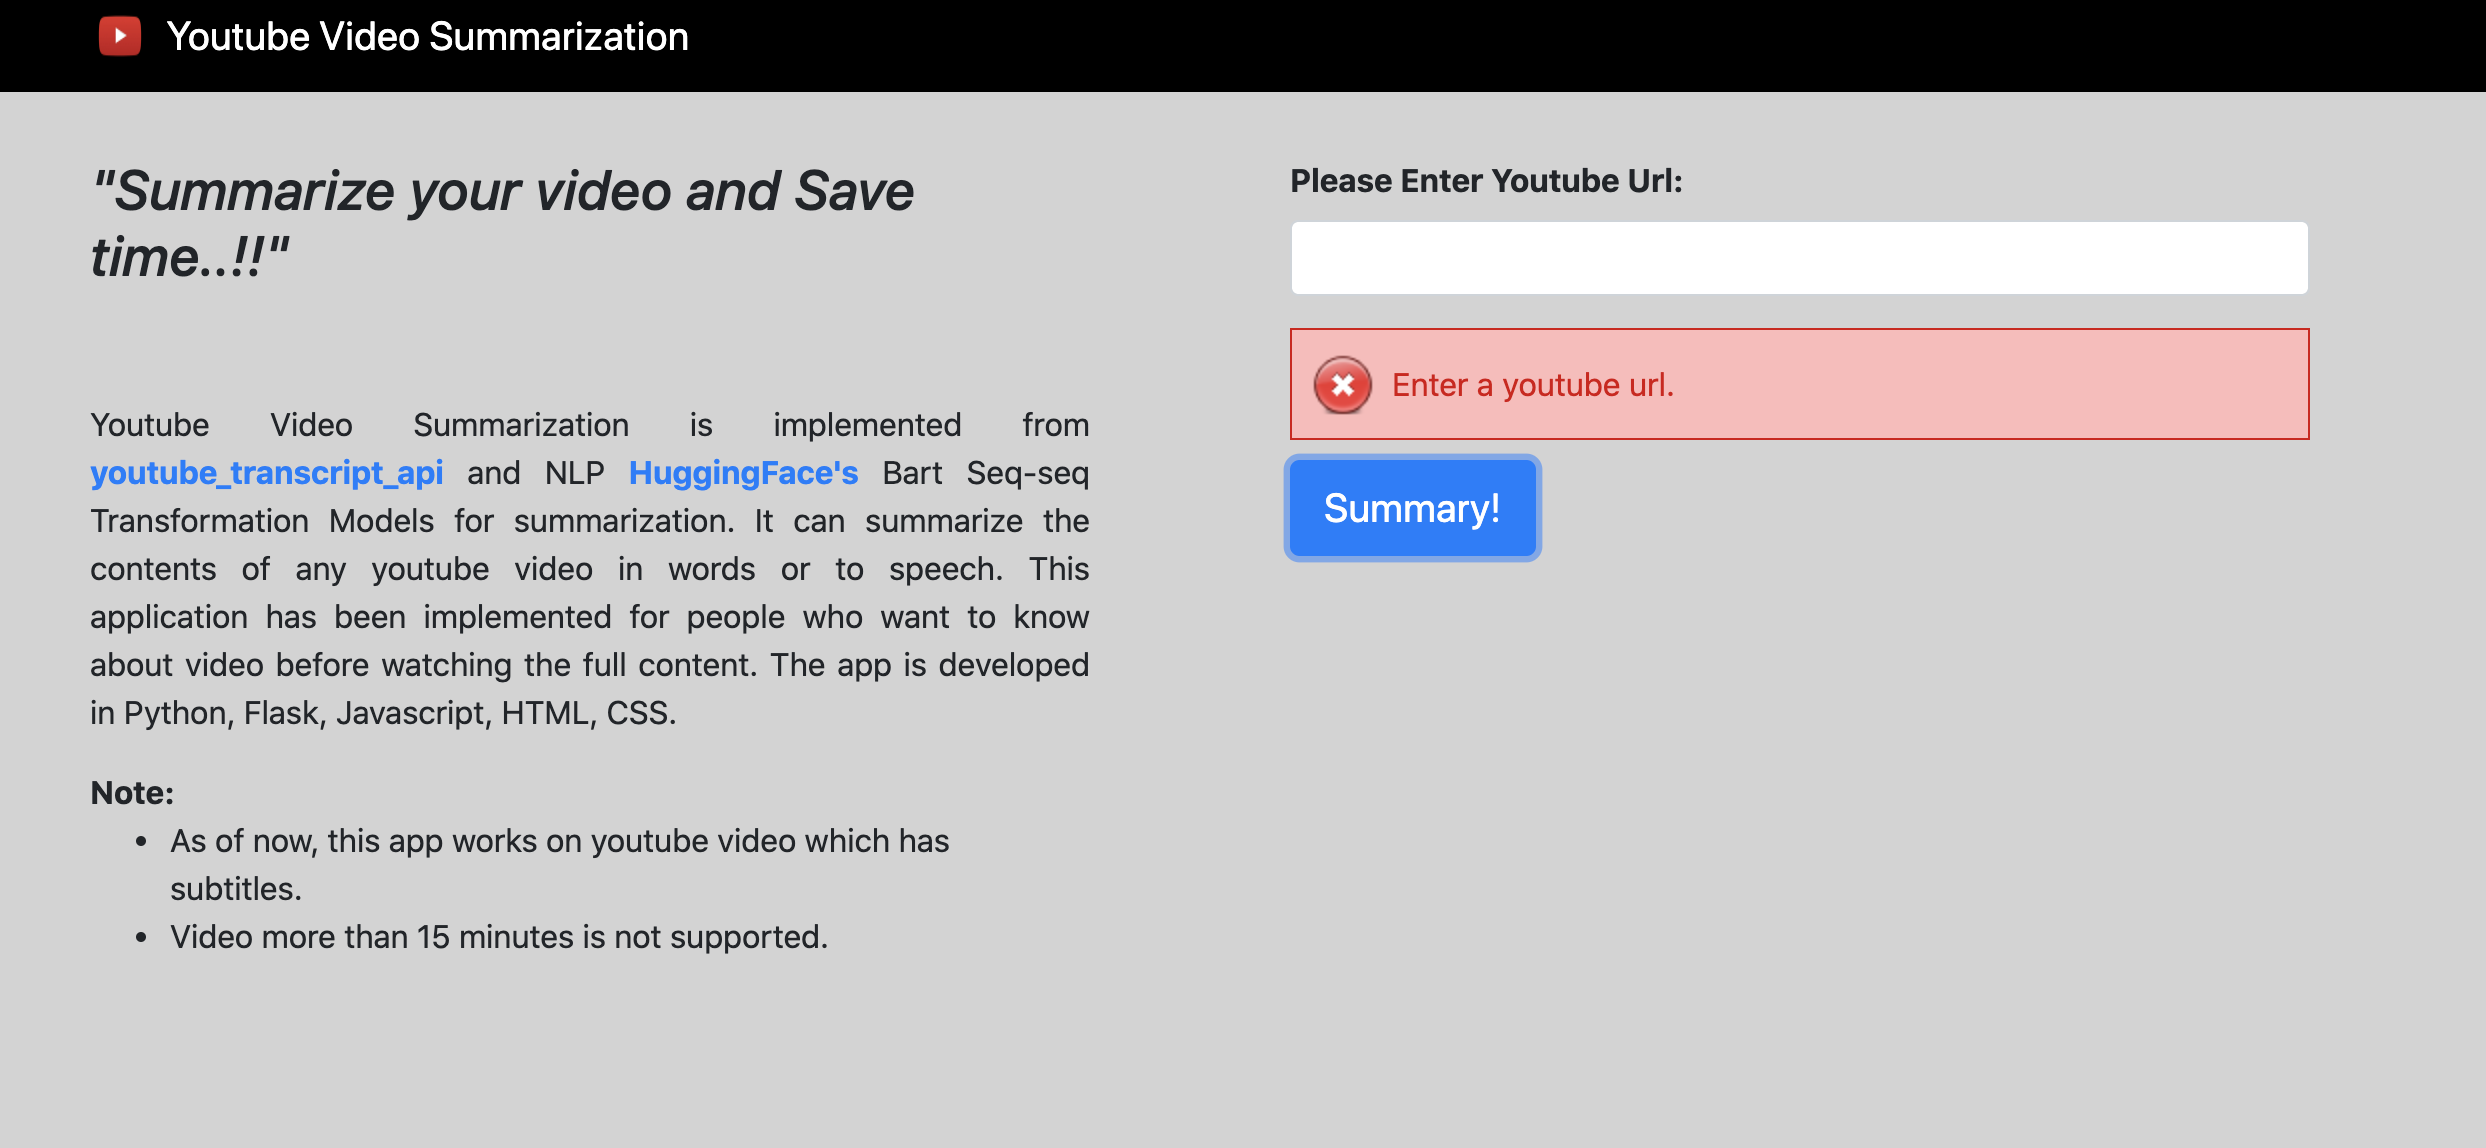 Youtube Video Summarization
"Summarize your video and Save
time..!!"
Youtube Video Summarization is implemented from
youtube_transcript_api and NLP HuggingFace's Bart Seq-seq
Transformation Models for summarization. It can summarize the
contents of any youtube video in words or to speech. This
application has been implemented for people who want to know
about video before watching the full content. The app is developed
in Python, Flask, Javascript, HTML, CSS.
Note:
• As of now, this app works on youtube video which has
subtitles.
• Video more than 15 minutes is not supported.
Please Enter Youtube Url:
Enter a youtube url.
Summary!